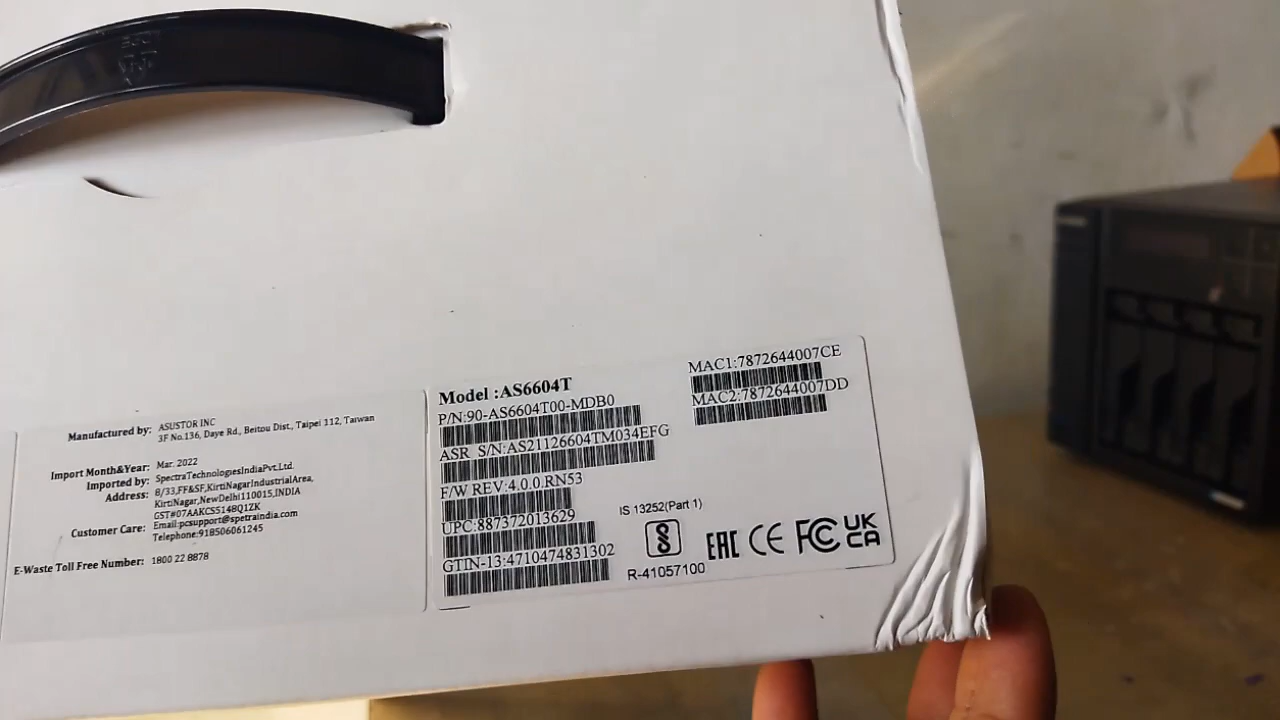 Manufactured by: ASUSTOR INC
3F No.136, Daye Rd., Beitou Dist., Taipei 112, Taiwan
Import Month&Year: Mar. 2022
Imported by: SpectraTechnologiesIndiaPvt.Ltd.
Address: 8/33,FF&SF,KirtiNagarIndustrialArea,
KirtiNagar,NewDelhi110015,INDIA
GST#07AAKCS5148Q1ZK
Customer Care: Email:pcsupport@spetraindia.com
Telephone:918506061245
E-Waste Toll Free Number: 1800 22 8878
Model :AS6604T
P/N:90-AS6604T00-MDB0
ASR S/N:AS21126604TM034EFG
F/W REV:4.0.0.RN53
UPC:887372013629
GTIN-13:4710474831302
MAC1:7872644007CE
MAC2:7872644007DD
IS 13252(Part 1)
R-41057100
EAC CE FC UK
CA